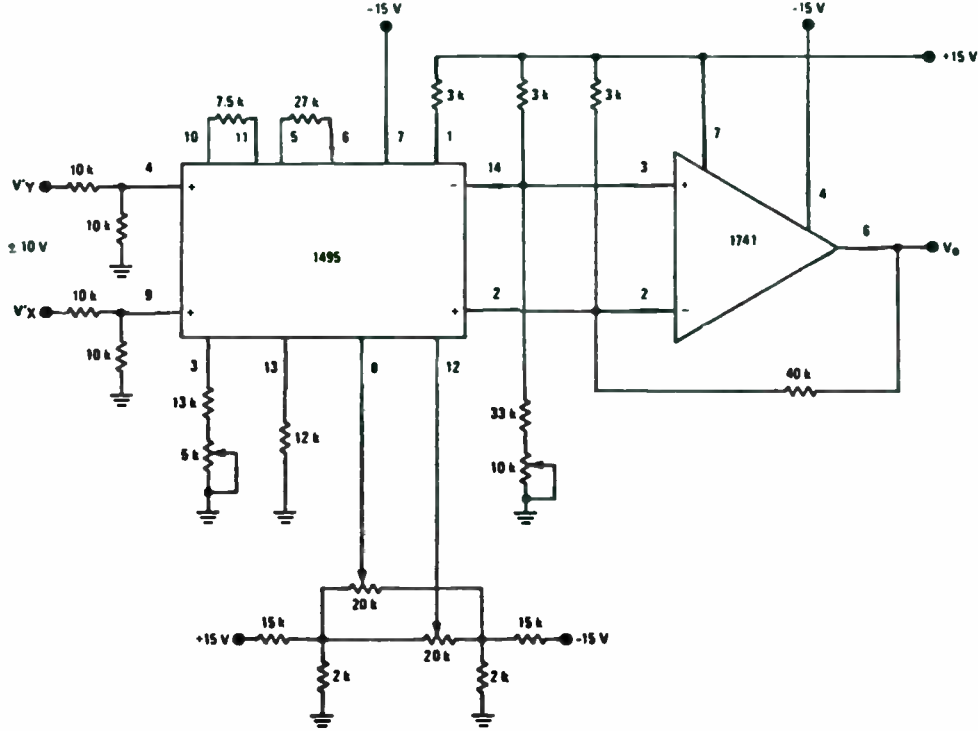 -15 V
-15 V
+15 V
3 k
3 k
3 k
7.5 k
27 k
10
11
5
6
7
1
7
10 k
4
14
3
4
V'Y
+
-
+
10 k
1495
1741
6
Vo
± 10 V
10 k
9
2
2
V'X
+
+
-
10 k
3
13
8
12
40 k
13 k
33 k
12 k
5 k
10 k
20 k
+15 V
15 k
15 k
-15 V
20 k
2 k
2 k